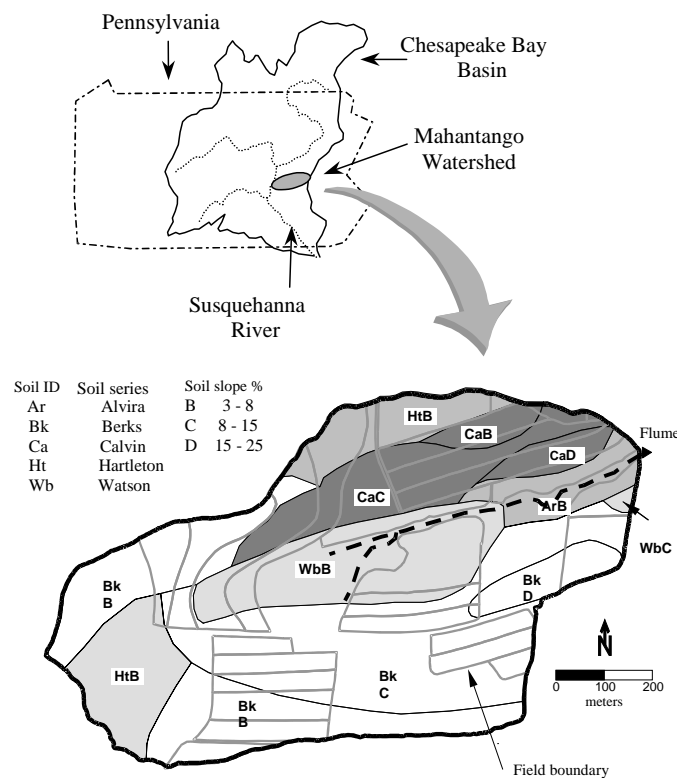 Pennsylvania
Chesapeake Bay
Basin
Mahantango
Watershed
Susquehanna
River
Soil ID Soil series Soil slope %
Ar Alvira B 3 - 8
Bk Berks C 8 - 15
Ca Calvin D 15 - 25
Ht Hartleton
Wb Watson
HtB
CaB
Flume
CaD
CaC
ArB
WbC
WbB
Bk
B
Bk
D
N
HtB
Bk
C
0 100 200
meters
Bk
B
Field boundary